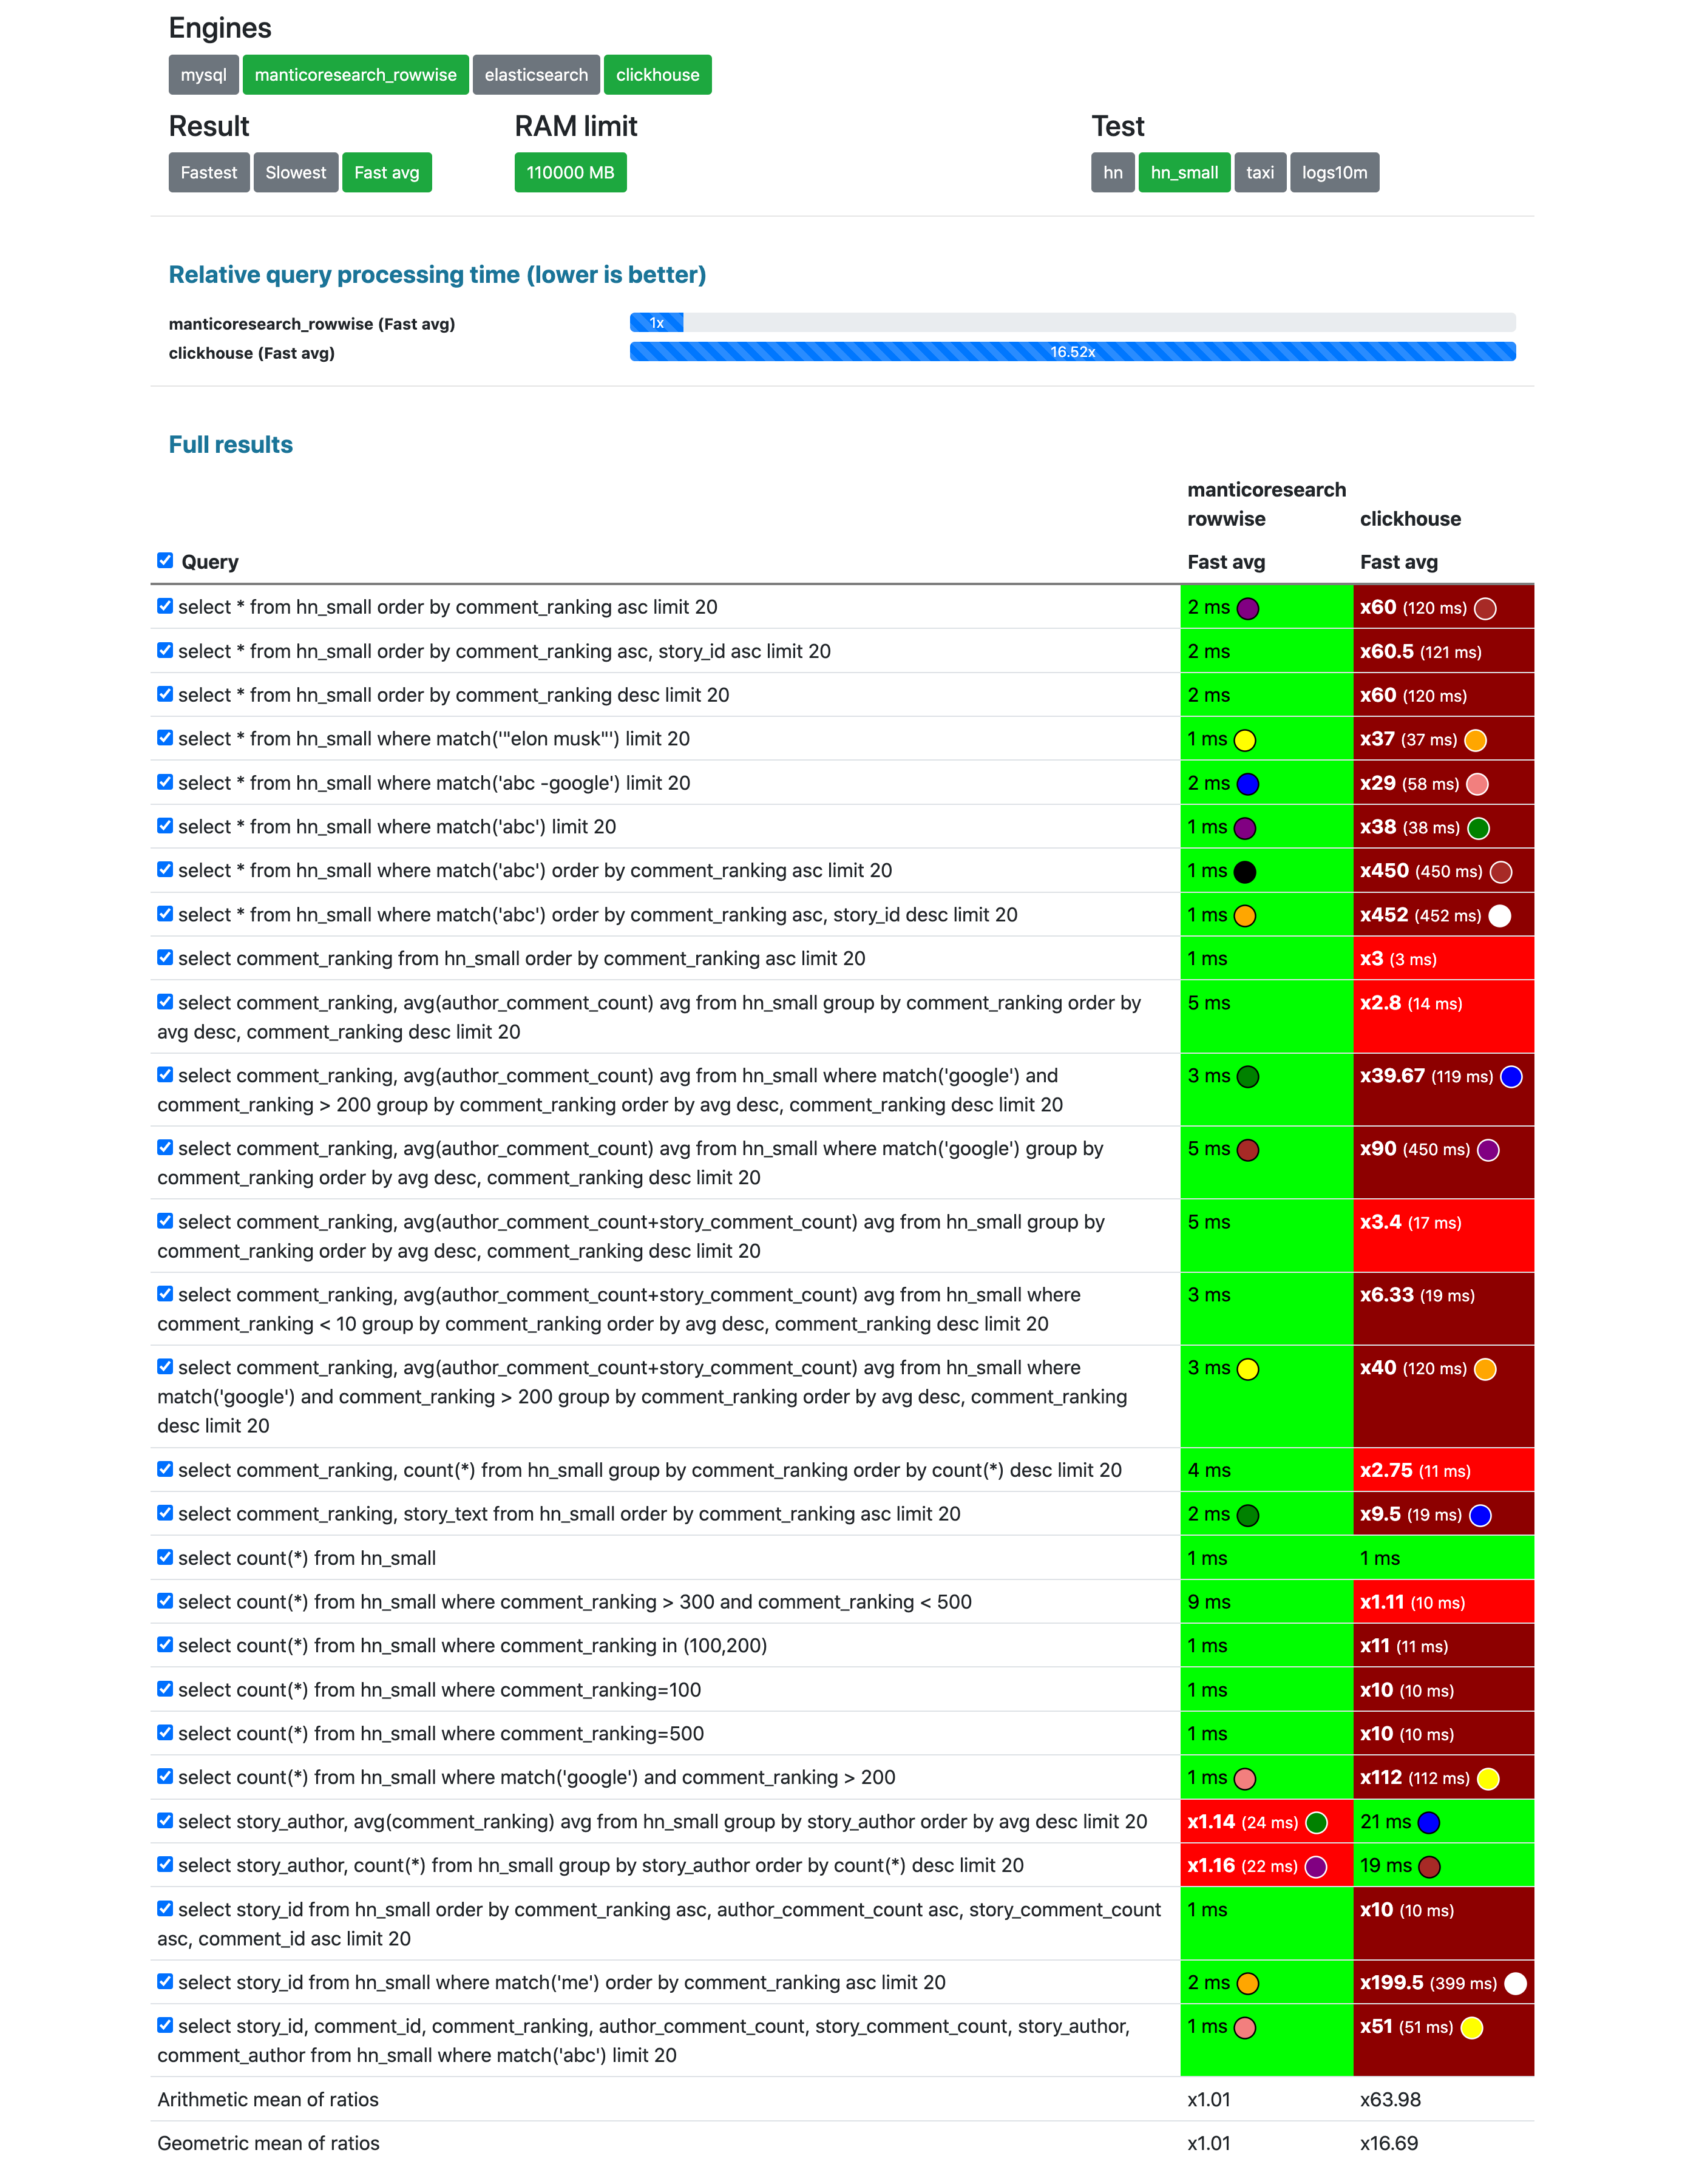 Engines
mysql manticoresearch_rowwise elasticsearch clickhouse
Result RAM limit Test
Fastest Slowest Fast avg 110000 MB hn hn_small taxi logs10m
Relative query processing time (lower is better)
manticoresearch_rowwise (Fast avg) 1x
clickhouse (Fast avg) 16.52x
Full results
manticoresearch
rowwise clickhouse
Query Fast avg Fast avg
select * from hn_small order by comment_ranking asc limit 20 2 ms x60 (120 ms)
select * from hn_small order by comment_ranking asc, story_id asc limit 20 2 ms x60.5 (121 ms)
select * from hn_small order by comment_ranking desc limit 20 2 ms x60 (120 ms)
select * from hn_small where match('"elon musk"') limit 20 1 ms x37 (37 ms)
select * from hn_small where match('abc -google') limit 20 2 ms x29 (58 ms)
select * from hn_small where match('abc') limit 20 1 ms x38 (38 ms)
select * from hn_small where match('abc') order by comment_ranking asc limit 20 1 ms x450 (450 ms)
select * from hn_small where match('abc') order by comment_ranking asc, story_id desc limit 20 1 ms x452 (452 ms)
select comment_ranking from hn_small order by comment_ranking asc limit 20 1 ms x3 (3 ms)
select comment_ranking, avg(author_comment_count) avg from hn_small group by comment_ranking order by 5 ms x2.8 (14 ms)
avg desc, comment_ranking desc limit 20
select comment_ranking, avg(author_comment_count) avg from hn_small where match('google') and 3 ms x39.67 (119 ms)
comment_ranking > 200 group by comment_ranking order by avg desc, comment_ranking desc limit 20
select comment_ranking, avg(author_comment_count) avg from hn_small where match('google') group by 5 ms x90 (450 ms)
comment_ranking order by avg desc, comment_ranking desc limit 20
select comment_ranking, avg(author_comment_count+story_comment_count) avg from hn_small group by 5 ms x3.4 (17 ms)
comment_ranking order by avg desc, comment_ranking desc limit 20
select comment_ranking, avg(author_comment_count+story_comment_count) avg from hn_small where 3 ms x6.33 (19 ms)
comment_ranking < 10 group by comment_ranking order by avg desc, comment_ranking desc limit 20
select comment_ranking, avg(author_comment_count+story_comment_count) avg from hn_small where 3 ms x40 (120 ms)
match('google') and comment_ranking > 200 group by comment_ranking order by avg desc, comment_ranking
desc limit 20
select comment_ranking, count(*) from hn_small group by comment_ranking order by count(*) desc limit 20 4 ms x2.75 (11 ms)
select comment_ranking, story_text from hn_small order by comment_ranking asc limit 20 2 ms x9.5 (19 ms)
select count(*) from hn_small 1 ms 1 ms
select count(*) from hn_small where comment_ranking > 300 and comment_ranking < 500 9 ms x1.11 (10 ms)
select count(*) from hn_small where comment_ranking in (100,200) 1 ms x11 (11 ms)
select count(*) from hn_small where comment_ranking=100 1 ms x10 (10 ms)
select count(*) from hn_small where comment_ranking=500 1 ms x10 (10 ms)
select count(*) from hn_small where match('google') and comment_ranking > 200 1 ms x112 (112 ms)
select story_author, avg(comment_ranking) avg from hn_small group by story_author order by avg desc limit 20 x1.14 (24 ms) 21 ms
select story_author, count(*) from hn_small group by story_author order by count(*) desc limit 20 x1.16 (22 ms) 19 ms
select story_id from hn_small order by comment_ranking asc, author_comment_count asc, story_comment_count 1 ms x10 (10 ms)
asc, comment_id asc limit 20
select story_id from hn_small where match('me') order by comment_ranking asc limit 20 2 ms x199.5 (399 ms)
select story_id, comment_id, comment_ranking, author_comment_count, story_comment_count, story_author, 1 ms x51 (51 ms)
comment_author from hn_small where match('abc') limit 20
Arithmetic mean of ratios x1.01 x63.98
Geometric mean of ratios x1.01 x16.69